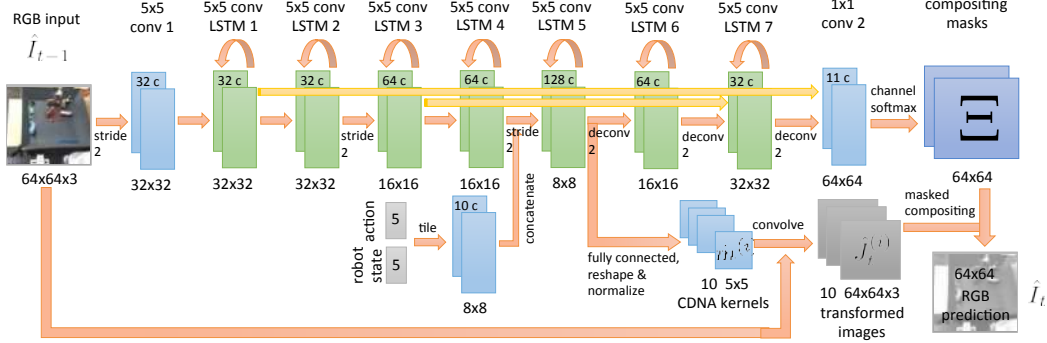 RGB input
Î_{t−1}
64x64x3
stride
2
5x5
conv 1
32 c
32x32
5x5 conv
LSTM 1
32 c
32x32
5x5 conv
LSTM 2
32 c
32x32
stride
2
5x5 conv
LSTM 3
64 c
16x16
5x5 conv
LSTM 4
64 c
16x16
stride
2
5x5 conv
LSTM 5
128 c
8x8
deconv
2
5x5 conv
LSTM 6
64 c
16x16
deconv
2
5x5 conv
LSTM 7
32 c
32x32
deconv
2
1x1
conv 2
11 c
64x64
channel
softmax
compositing
masks
Ξ
64x64
action
5
robot
state
5
tile
10 c
8x8
concatenate
fully connected,
reshape &
normalize
10 5x5
CDNA kernels
convolve
Ĵ_t^{(i)}
10 64x64x3
transformed
images
masked
compositing
64x64
RGB
prediction
Î_t